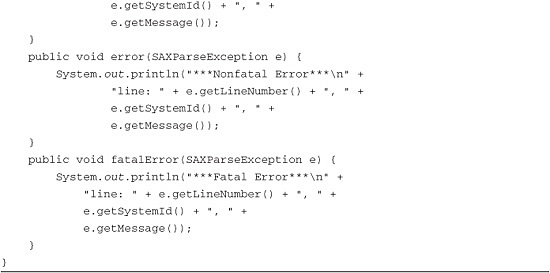 e.getSystemId() + ", " +
e.getMessage());
}
public void error(SAXParseException e) {
System.out.println("***Nonfatal Error***\n" +
"line: " + e.getLineNumber() + ", " +
e.getSystemId() + ", " +
e.getMessage());
}
public void fatalError(SAXParseException e) {
System.out.println("***Fatal Error***\n" +
"line: " + e.getLineNumber() + ", " +
e.getSystemId() + ", " +
e.getMessage());
}
}